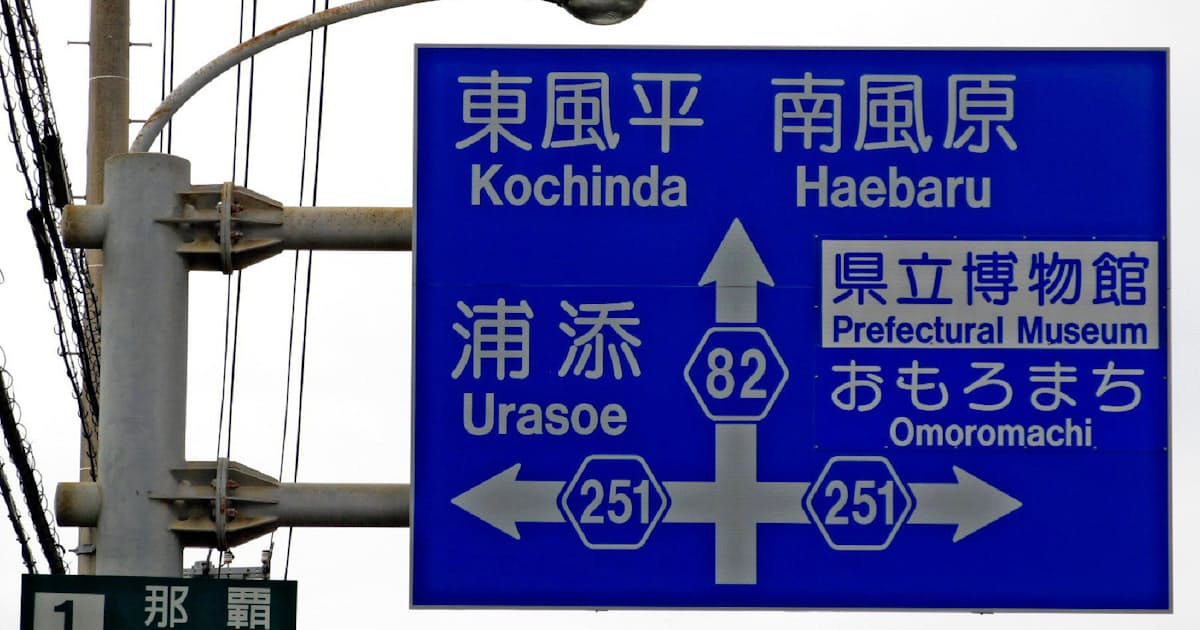 東風平 南風原
Kochinda Haebaru
県立博物館
Prefectural Museum
浦添
Urasoe
82
おもろまち
Omoromachi
251 251
1 那覇